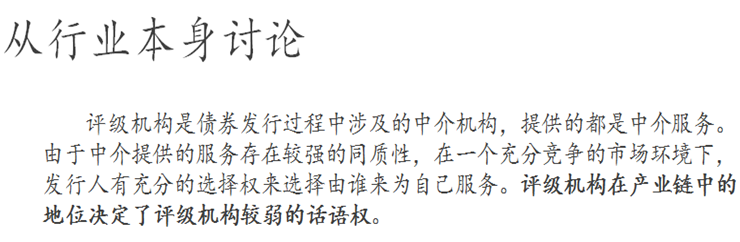 从行业本身讨论
评级机构是债券发行过程中涉及的中介机构，提供的都是中介服务。
由于中介提供的服务存在较强的同质性，在一个充分竞争的市场环境下，
发行人有充分的选择权来选择由谁来为自己服务。评级机构在产业链中的
地位决定了评级机构较弱的话语权。